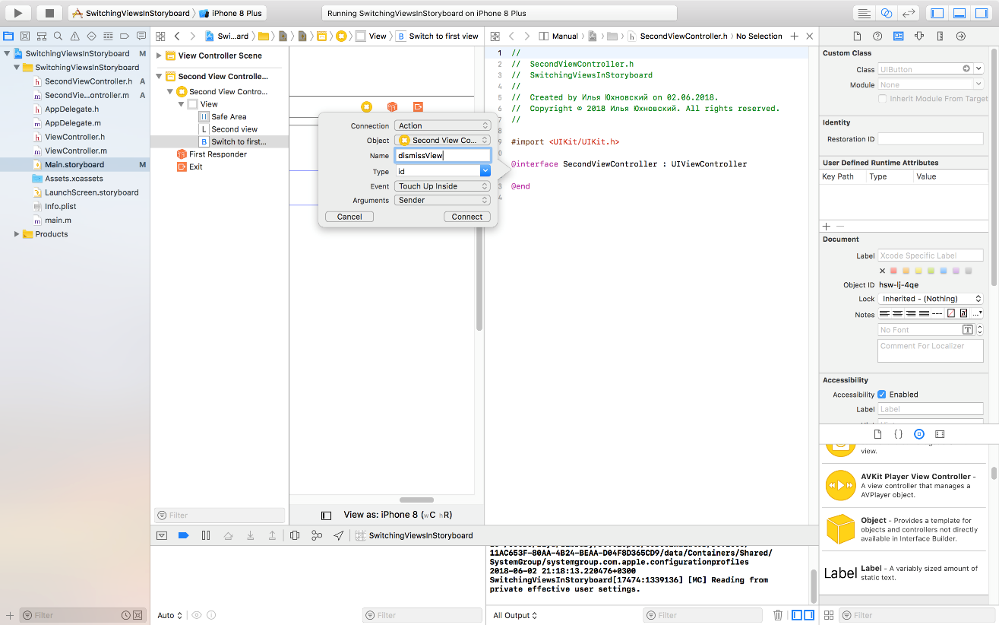 SwitchingViewsInStoryboard
iPhone 8 Plus
Running SwitchingViewsInStoryboard on iPhone 8 Plus
SwitchingViewsInStoryboard M
SwitchingViewsInStoryboard
SecondViewController.h A
SecondVie...ontroller.m A
AppDelegate.h
AppDelegate.m
ViewController.h
ViewController.m
Main.storyboard M
Assets.xcassets
LaunchScreen.storyboard
Info.plist
main.m
Products
Filter
Swi...ard
View
B
Switch to first view
View Controller Scene
Second View Controlle...
Second View Contro...
View
Safe Area
L Second view
B Switch to first...
First Responder
Exit
Filter
Connection Action
Object Second View Co...
Name dismissView
Type id
Event Touch Up Inside
Arguments Sender
Cancel
Connect
View as: iPhone 8 (wC hR)
Manual
SecondViewController.h
No Selection
1 //
2 // SecondViewController.h
3 // SwitchingViewsInStoryboard
4 //
5 // Created by Илья Юхновский on 02.06.2018.
6 // Copyright © 2018 Илья Юхновский. All rights reserved.
7 //
#import <UIKit/UIKit.h>
@interface SecondViewController : UIViewController
@end
Custom Class
Class UIButton
Module None
Inherit Module From Target
Identity
Restoration ID
User Defined Runtime Attributes
Key Path Type Value
Document
Label Xcode Specific Label
Object ID hsw-lj-4qe
Lock Inherited - (Nothing)
Notes
No Font
Comment For Localizer
Accessibility
Accessibility Enabled
Label Label
view.
AVKit Player View Controller -
A view controller that manages a
AVPlayer object.
Object - Provides a template for
objects and controllers not directly
available in Interface Builder.
Label
Label - A variably sized amount of
static text.
Filter
SwitchingViewsInStoryboard
11AC653F-80AA-4B24-BEAA-D04F8D365CD9/data/Containers/Shared/
SystemGroup/systemgroup.com.apple.configurationprofiles
2018-06-02 21:18:13.220476+0300
SwitchingViewsInStoryboard[17474:1339136] [MC] Reading from
private effective user settings.
Auto
Filter
All Output
Filter